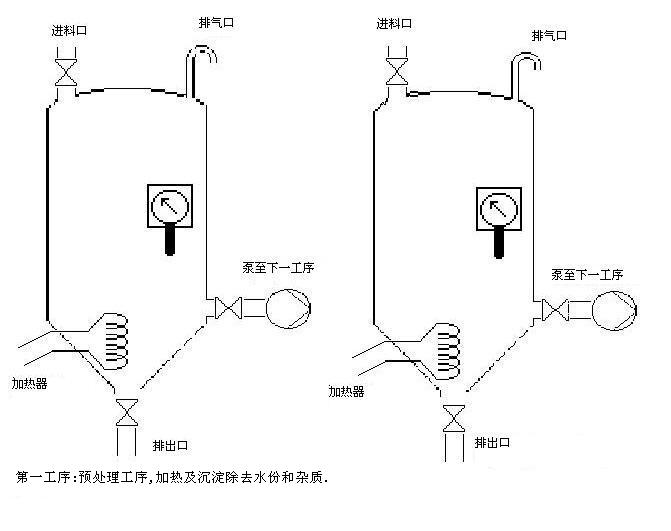 进料口
排气口
进料口
排气口
泵至下一工序
泵至下一工序
加热器
加热器
排出口
排出口
第一工序:预处理工序,加热及沉淀除去水份和杂质.